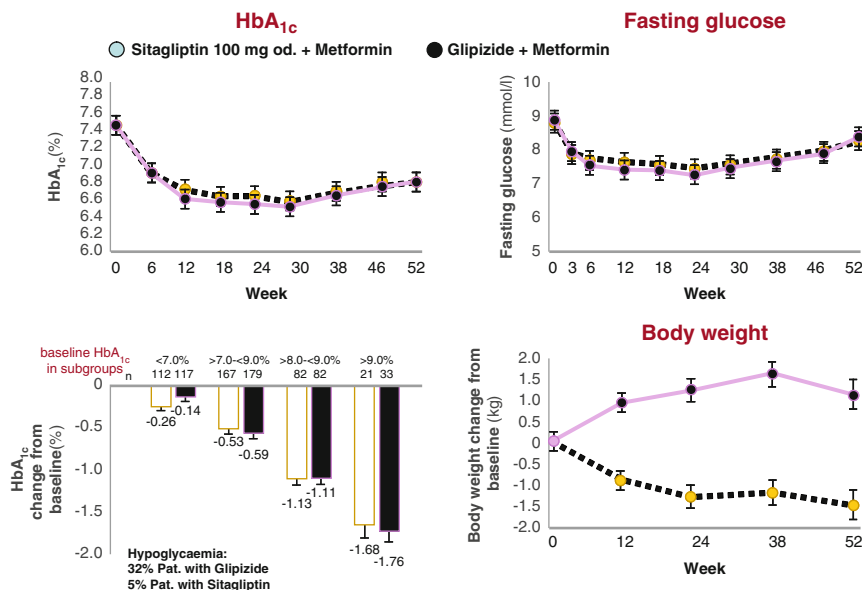 HbA1c
Fasting glucose
Sitagliptin 100 mg od. + Metformin
Glipizide + Metformin
HbA1c(%)
8.0
7.8
7.6
7.4
7.2
7.0
6.8
6.6
6.4
6.2
6.0
0 6 12 18 24 30 38 46 52
Week
Fasting glucose (mmol/l)
10
9
8
7
6
5
0 3 6 12 18 24 30 38 47 52
Week
baseline HbA1c
in subgroups
n
<7.0% >7.0-<9.0% >8.0-<9.0% >9.0%
112 117 167 179 82 82 21 33
HbA1c
change from
baseline(%)
0
-0.5
-1.0
-1.5
-2.0
-0.26
-0.14
-0.53
-0.59
-1.13
-1.11
-1.68
-1.76
Hypoglycaemia:
32% Pat. with Glipizide
5% Pat. with Sitagliptin
Body weight
Body weight change from
baseline (kg)
2.0
1.5
1.0
0.5
0
-0.5
-1.0
-1.5
-2.0
0 12 24 38 52
Week